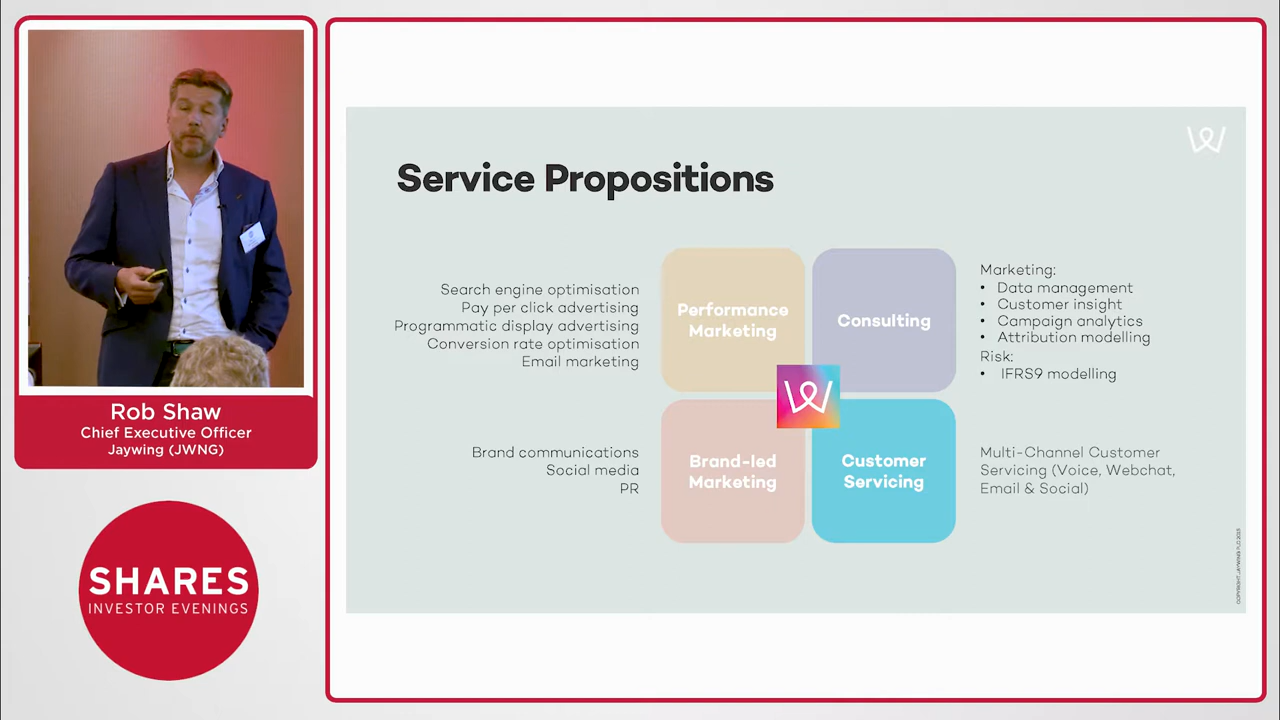 Rob Shaw
Chief Executive Officer
Jaywing (JWNG)
SHARES
INVESTOR EVENINGS
Service Propositions
Search engine optimisation
Pay per click advertising
Programmatic display advertising
Conversion rate optimisation
Email marketing
Performance
Marketing
Consulting
Marketing:
• Data management
• Customer insight
• Campaign analytics
• Attribution modelling
Risk:
• IFRS9 modelling
Brand communications
Social media
PR
Brand-led
Marketing
Customer
Servicing
Multi-Channel Customer
Servicing (Voice, Webchat,
Email & Social)